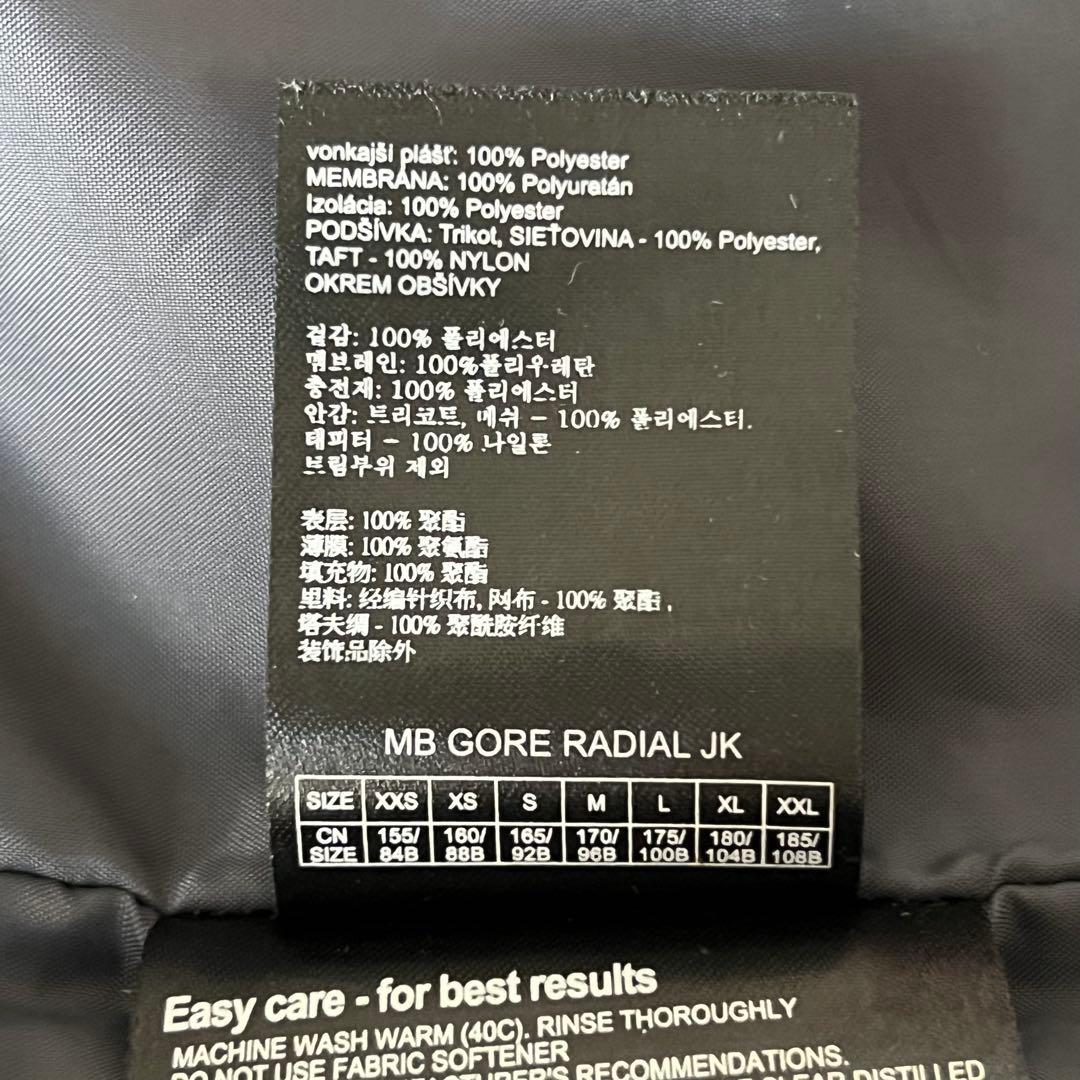 vonkajší plášť: 100% Polyester
MEMBRÁNA: 100% Polyuretán
Izolácia: 100% Polyester
PODŠÍVKA: Trikot, SIEŤOVINA - 100% Polyester,
TAFT - 100% NYLON
OKREM OBŠÍVKY
겉감: 100% 폴리에스터
멤브레인: 100%폴리우레탄
충전재: 100% 폴리에스터
안감: 트리코트, 메쉬 – 100% 폴리에스터.
태피터 – 100% 나일론
트림부위 제외
表层: 100% 聚酯
薄膜: 100% 聚氨酯
填充物: 100% 聚酯
里料: 经编针织布, 网布 - 100% 聚酯,
塔夫绸 - 100% 聚酰胺纤维
装饰品除外
MB GORE RADIAL JK
SIZE XXS XS S M L XL XXL
CN SIZE 155/84B 160/88B 165/92B 170/96B 175/100B 180/104B 185/108B
Easy care - for best results
MACHINE WASH WARM (40C), RINSE THOROUGHLY
DO NOT USE FABRIC SOFTENER
RECOMMENDATIONS.
CLEAR DISTILLED